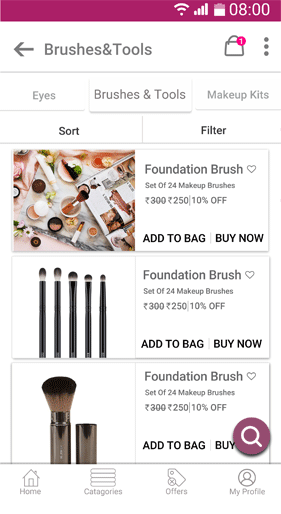 08:00
Brushes&Tools
1
Eyes
Brushes & Tools
Makeup Kits
Sort
Filter
Foundation Brush
Set Of 24 Makeup Brushes
₹300 ₹250|10% OFF
ADD TO BAG | BUY NOW
Foundation Brush
Set Of 24 Makeup Brushes
₹300 ₹250|10% OFF
ADD TO BAG | BUY NOW
Foundation Brush
Set Of 24 Makeup Brushes
₹300 ₹250|10% OFF
ADD TO BAG | BUY NOW
Home
Catagories
Offers
My Profile